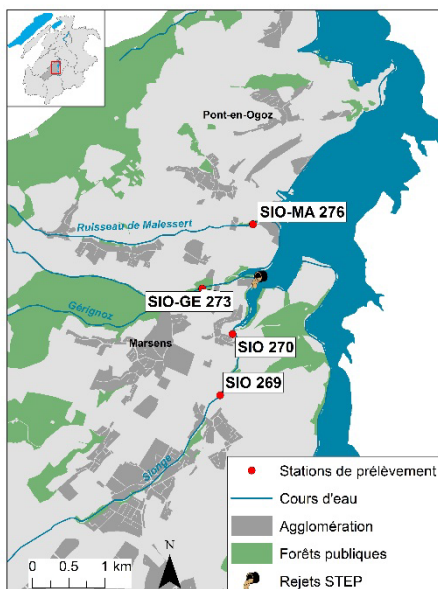 Pont-en-Ogoz
SIO-MA 276
Ruisseau de Malessert
SIO-GE 273
Gérignoz
SIO 270
Marsens
SIO 269
Sionge
Stations de prélèvement
Cours d'eau
Agglomération
Forêts publiques
Rejets STEP
N
0 0.5 1 km